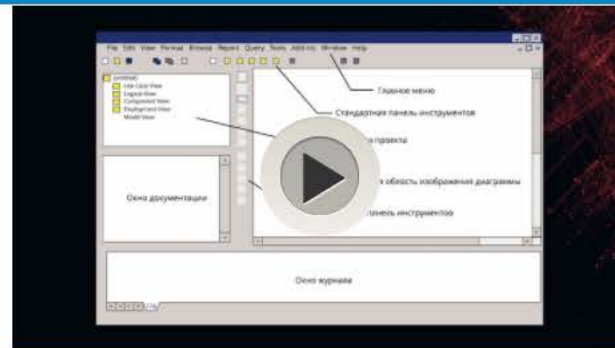 File Edit View Format Browse Report Query Tools Add-Ins Window Help
(untitled)
Use Case View
Logical View
Component View
Deployment View
Model View
Главное меню
Стандартная панель инструментов
проекта
область изображения диаграммы
панель инструментов
Окно документации
Окно журнала